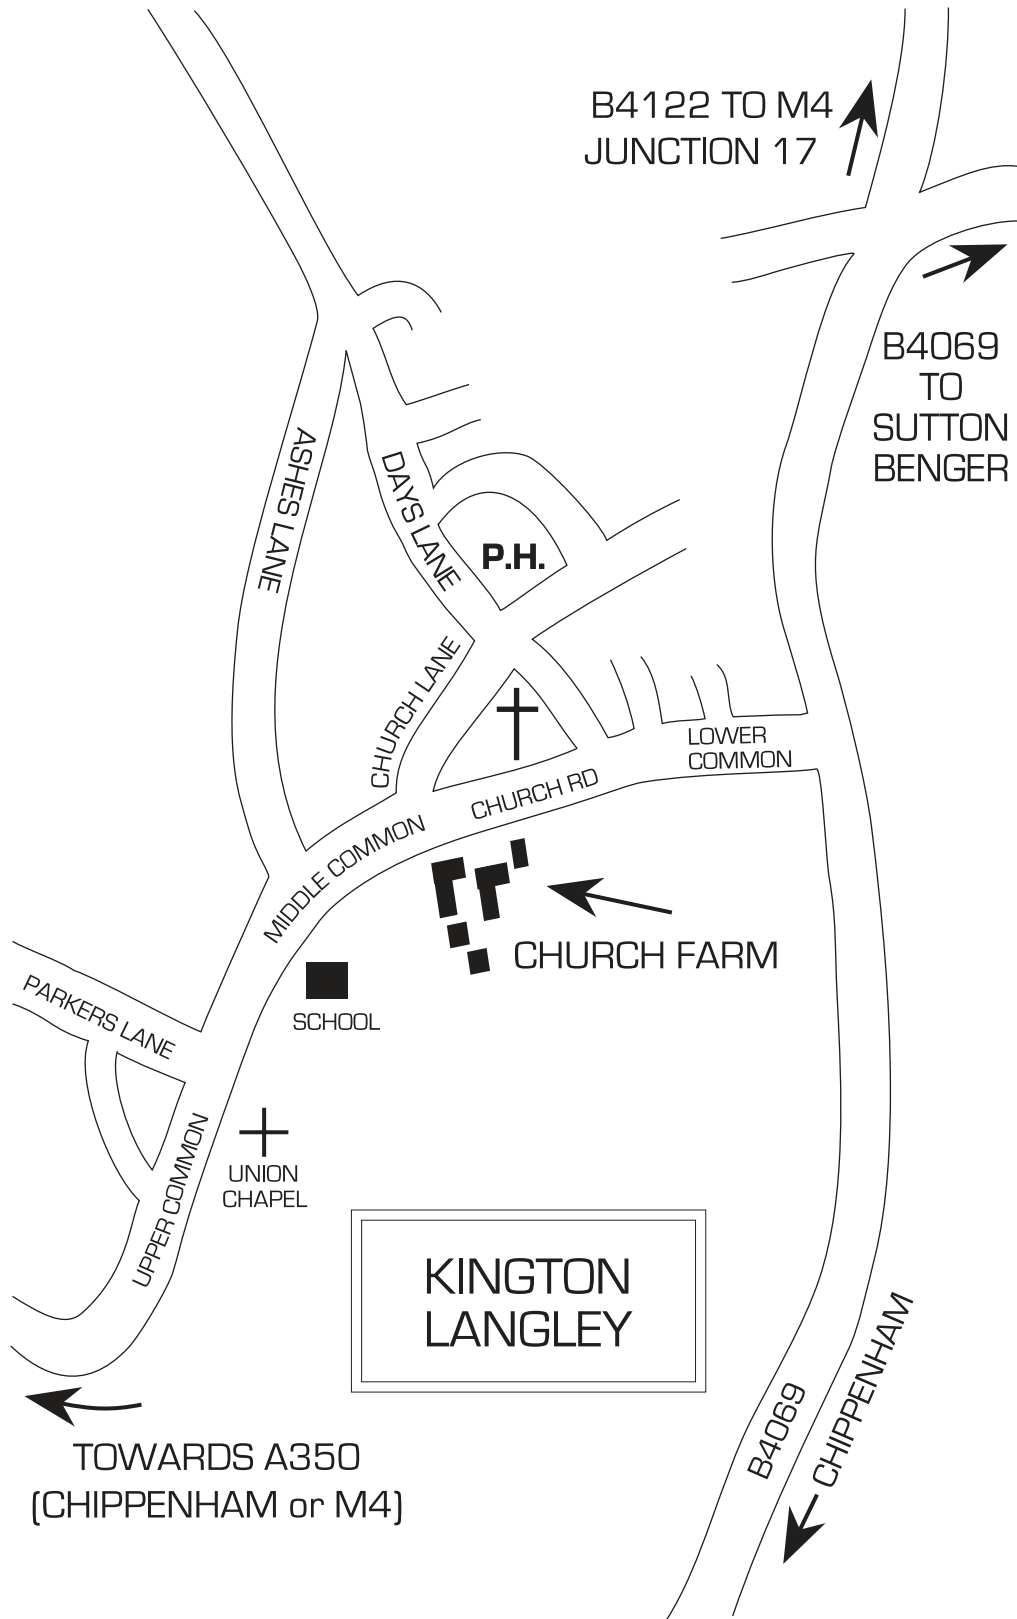 B4122 TO M4
JUNCTION 17
B4069
TO
SUTTON
BENGER
ASHES LANE
DAYS LANE
P.H.
CHURCH LANE
LOWER
COMMON
CHURCH RD
MIDDLE COMMON
CHURCH FARM
PARKERS LANE
SCHOOL
UNION
CHAPEL
UPPER COMMON
KINGTON
LANGLEY
B4069
CHIPPENHAM
TOWARDS A350
(CHIPPENHAM or M4)